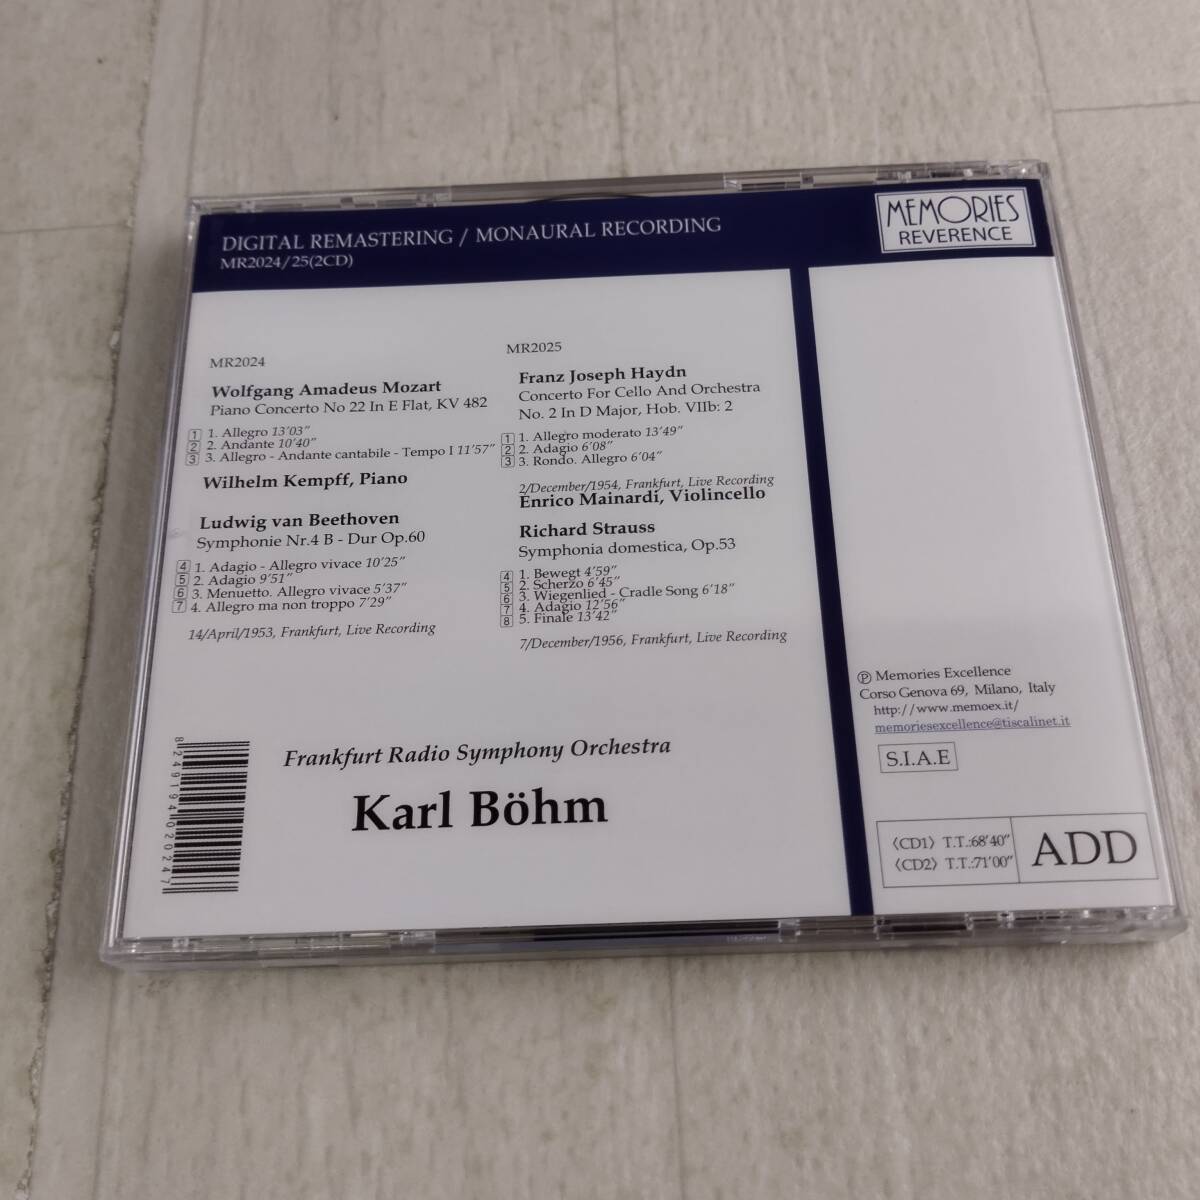 DIGITAL REMASTERING / MONAURAL RECORDING
MR2024/25(2CD)
MEMORIES
REVERENCE
MR2024
Wolfgang Amadeus Mozart
Piano Concerto No 22 In E Flat, KV 482
1 1. Allegro 13'03"
2 2. Andante 10'40"
3 3. Allegro - Andante cantabile - Tempo I 11'57"
Wilhelm Kempff, Piano
Ludwig van Beethoven
Symphonie Nr.4 B - Dur Op.60
4 1. Adagio - Allegro vivace 10'25"
5 2. Adagio 9'51"
6 3. Menuetto. Allegro vivace 5'37"
7 4. Allegro ma non troppo 7'29"
14/April/1953, Frankfurt, Live Recording
MR2025
Franz Joseph Haydn
Concerto For Cello And Orchestra
No. 2 In D Major, Hob. VIIb: 2
1 1. Allegro moderato 13'49"
2 2. Adagio 6'08"
3 3. Rondo. Allegro 6'04"
2/December/1954, Frankfurt, Live Recording
Enrico Mainardi, Violincello
Richard Strauss
Symphonia domestica, Op.53
4 1. Bewegt 4'59"
5 2. Scherzo 6'45"
6 3. Wiegenlied - Cradle Song 6'18"
7 4. Adagio 12'56"
8 5. Finale 13'42"
7/December/1956, Frankfurt, Live Recording
Frankfurt Radio Symphony Orchestra
Karl Böhm
8 24919 40202 47
℗ Memories Excellence
Corso Genova 69, Milano, Italy
http://www.memoex.it/
memoriesexcellence@tiscalinet.it
S.I.A.E
〈CD1〉 T.T.:68'40"
〈CD2〉 T.T.:71'00"
ADD